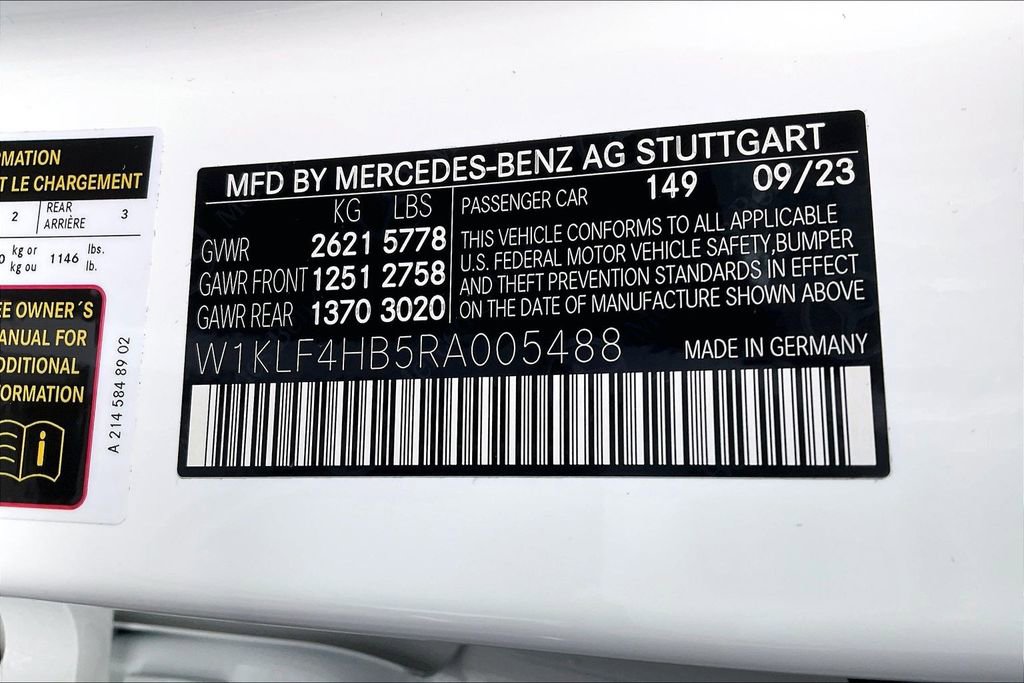 RMATION
T LE CHARGEMENT
2 REAR ARRIÈRE 3
0 kg or kg ou 1146 lbs. lb.
EE OWNER´S
ANUAL FOR
DDITIONAL
FORMATION
i
A 214 584 89 02
MFD BY MERCEDES-BENZ AG STUTTGART
KG LBS
GVWR 2621 5778
GAWR FRONT 1251 2758
GAWR REAR 1370 3020
PASSENGER CAR 149 09/23
THIS VEHICLE CONFORMS TO ALL APPLICABLE
U.S. FEDERAL MOTOR VEHICLE SAFETY,BUMPER
AND THEFT PREVENTION STANDARDS IN EFFECT
ON THE DATE OF MANUFACTURE SHOWN ABOVE
W1KLF4HB5RA005488 MADE IN GERMANY